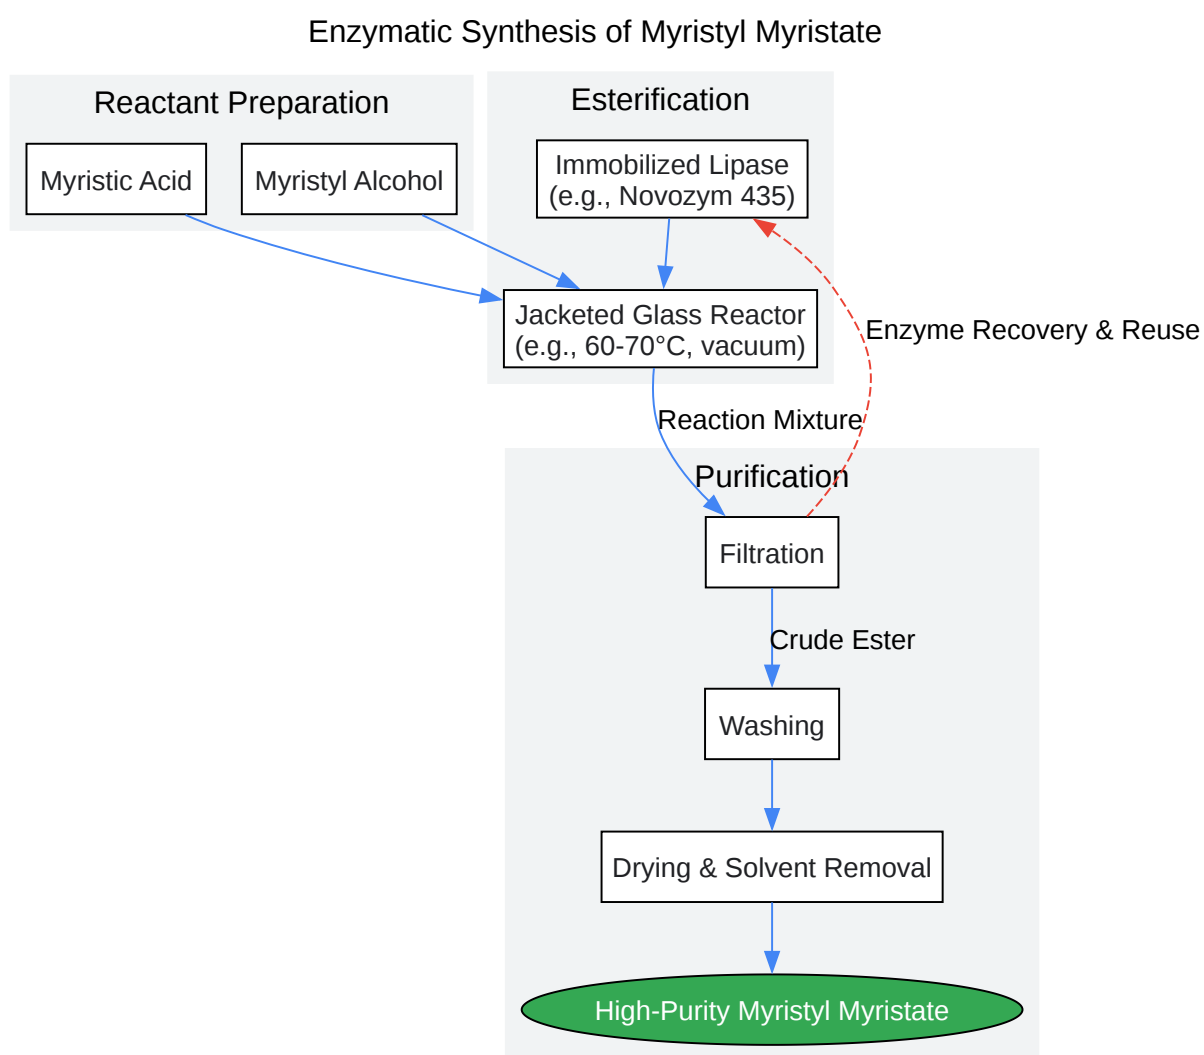 Enzymatic Synthesis of Myristyl Myristate
Reactant Preparation
Myristic Acid
Myristyl Alcohol
Esterification
Immobilized Lipase
(e.g., Novozym 435)
Jacketed Glass Reactor
(e.g., 60-70°C, vacuum)
Enzyme Recovery & Reuse
Reaction Mixture
Purification
Filtration
Crude Ester
Washing
Drying & Solvent Removal
High-Purity Myristyl Myristate